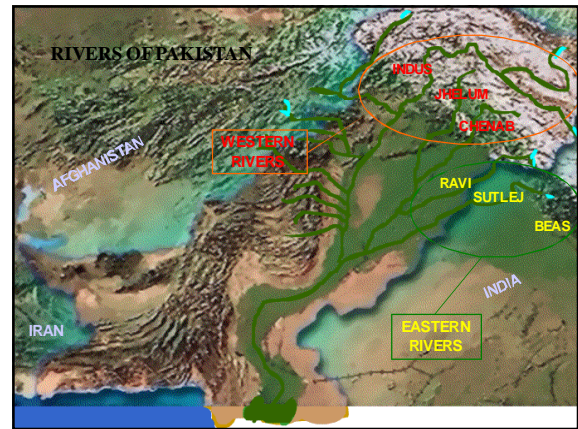 RIVERS OF PAKISTAN
INDUS
JHELUM
CHENAB
WESTERN
RIVERS
AFGHANISTAN
RAVI
SUTLEJ
BEAS
INDIA
IRAN
EASTERN
RIVERS